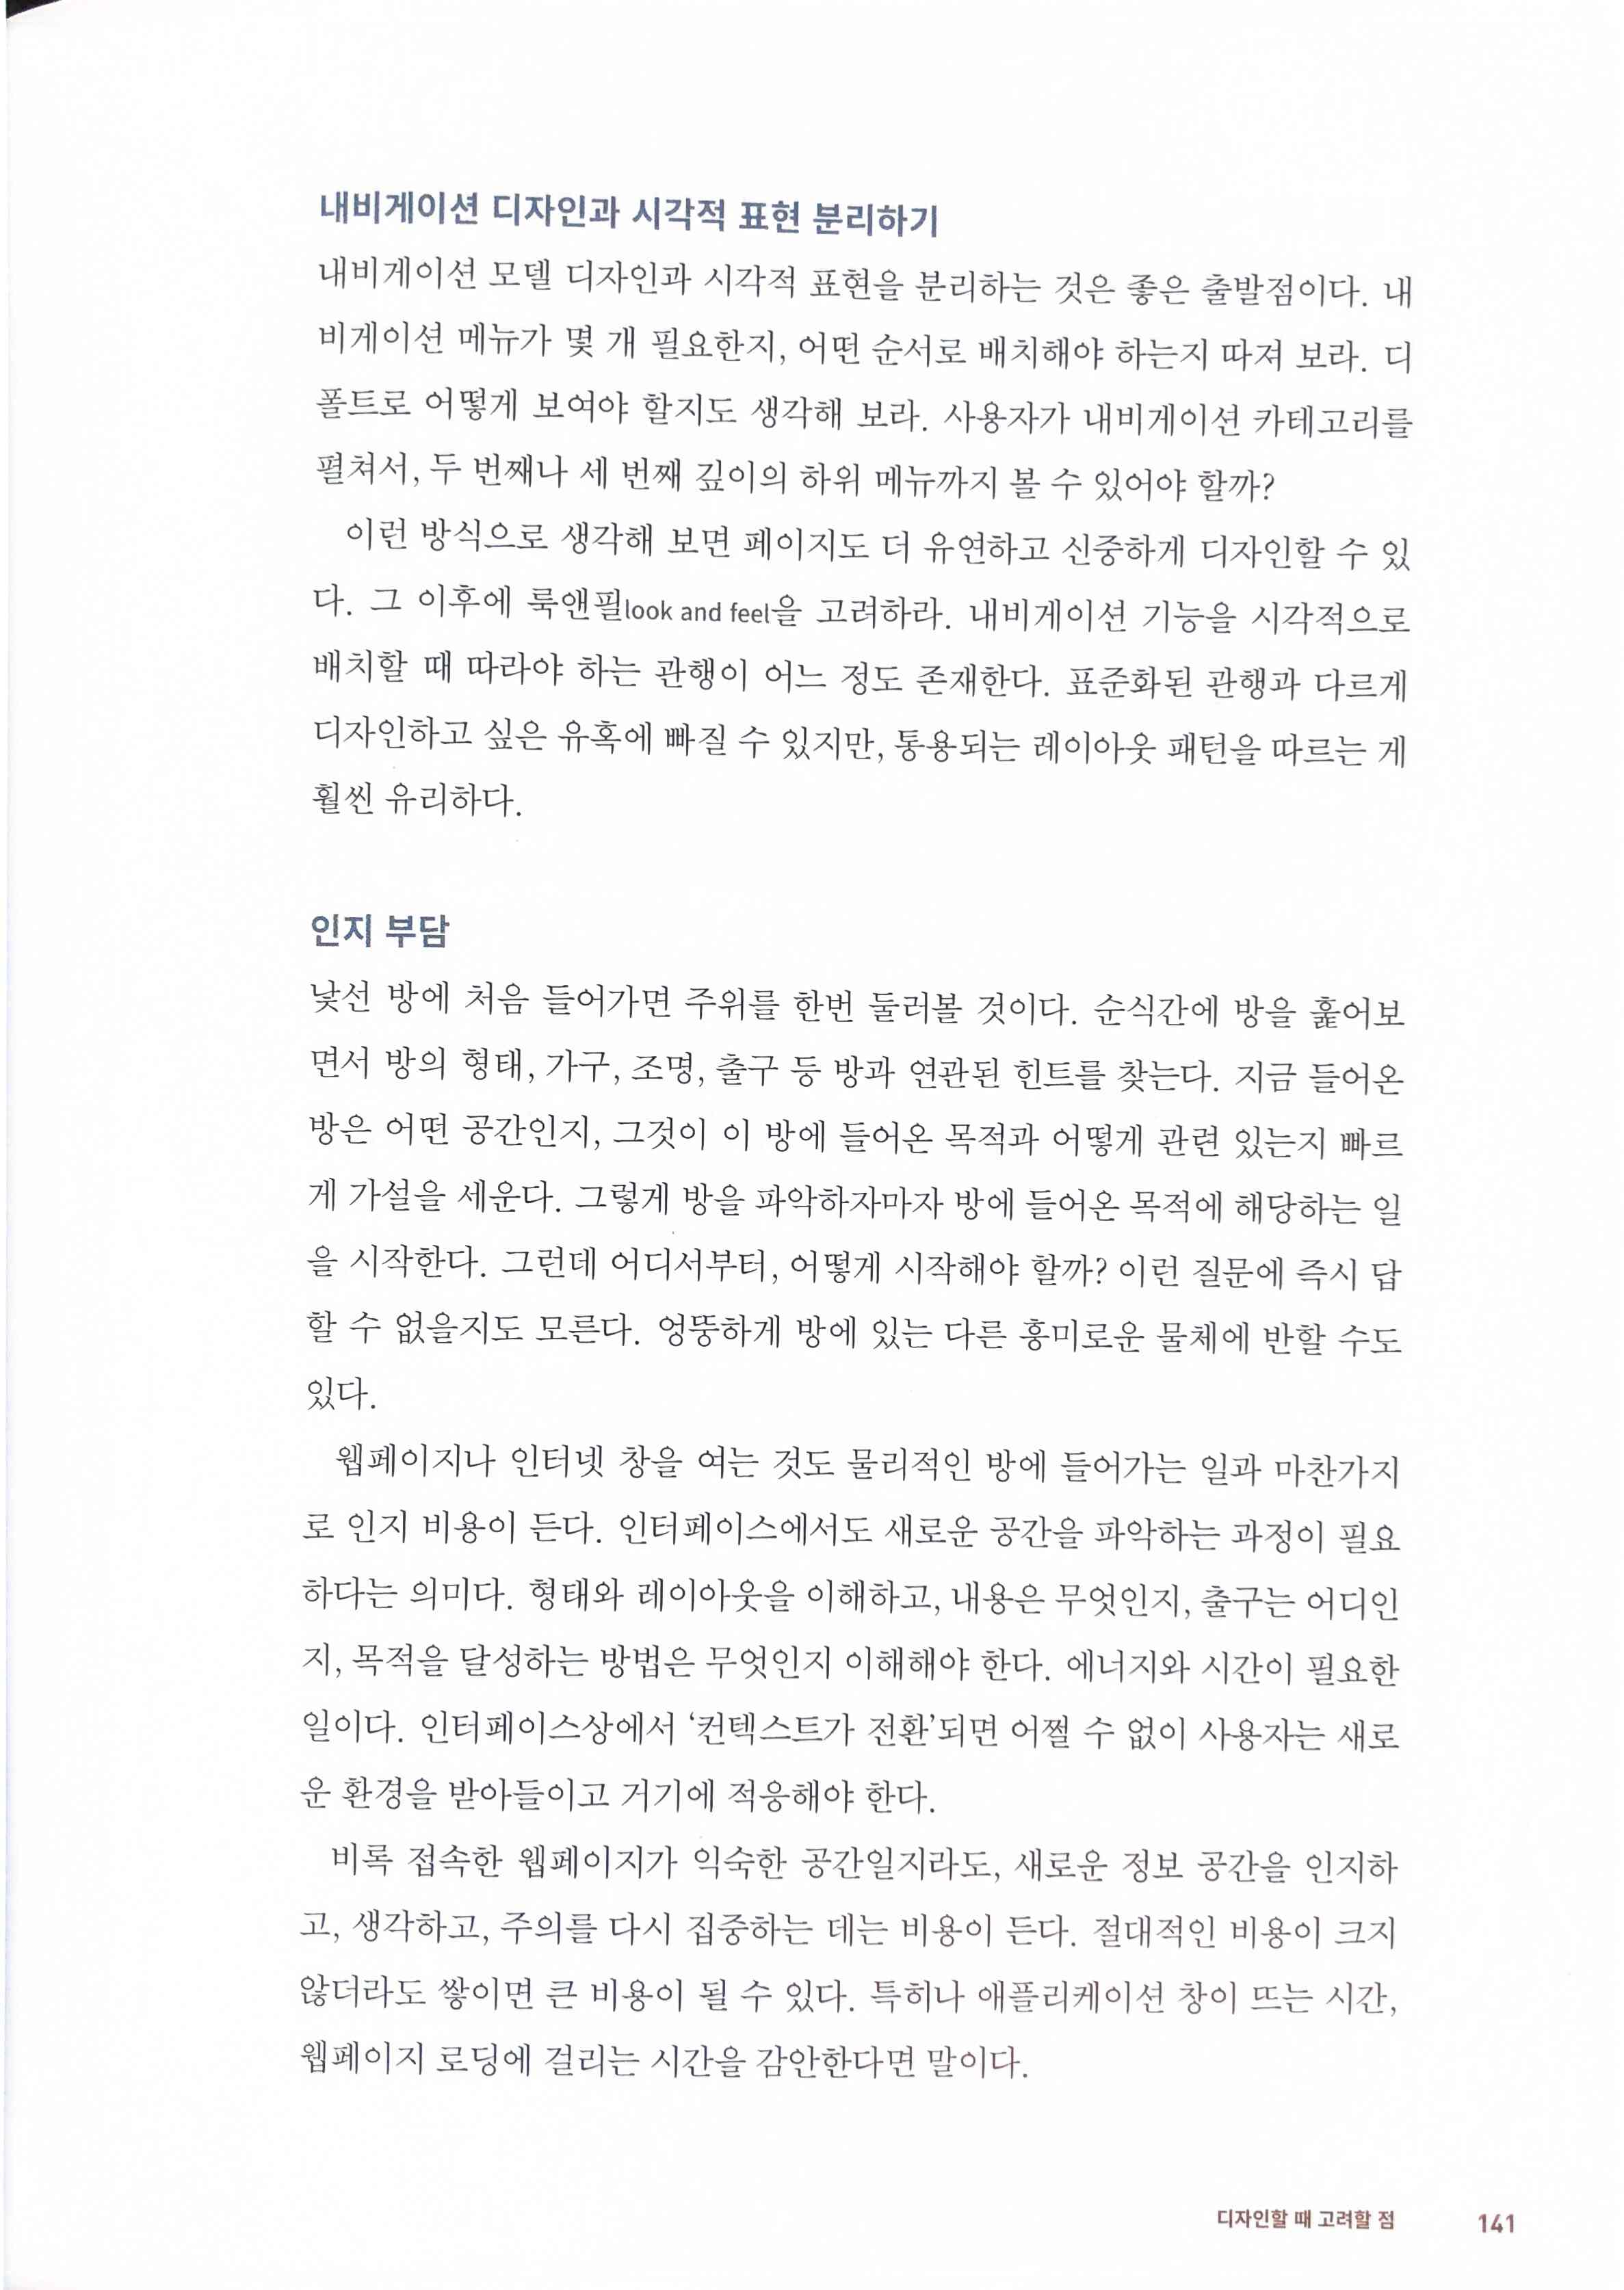 내비게이션 디자인과 시각적 표현 분리하기
내비게이션 모델 디자인과 시각적 표현을 분리하는 것은 좋은 출발점이다. 내
비게이션 메뉴가 몇 개 필요한지, 어떤 순서로 배치해야 하는지 따져 보라. 디
폴트로 어떻게 보여야 할지도 생각해 보라. 사용자가 내비게이션 카테고리를
펼쳐서, 두 번째나 세 번째 깊이의 하위 메뉴까지 볼 수 있어야 할까?
이런 방식으로 생각해 보면 페이지도 더 유연하고 신중하게 디자인할 수 있
다. 그 이후에 룩앤필look and feel을 고려하라. 내비게이션 기능을 시각적으로
배치할 때 따라야 하는 관행이 어느 정도 존재한다. 표준화된 관행과 다르게
디자인하고 싶은 유혹에 빠질 수 있지만, 통용되는 레이아웃 패턴을 따르는 게
훨씬 유리하다.
인지 부담
낯선 방에 처음 들어가면 주위를 한번 둘러볼 것이다. 순식간에 방을 훑어보
면서 방의 형태, 가구, 조명, 출구 등 방과 연관된 힌트를 찾는다. 지금 들어온
방은 어떤 공간인지, 그것이 이 방에 들어온 목적과 어떻게 관련 있는지 빠르
게 가설을 세운다. 그렇게 방을 파악하자마자 방에 들어온 목적에 해당하는 일
을 시작한다. 그런데 어디서부터, 어떻게 시작해야 할까? 이런 질문에 즉시 답
할 수 없을지도 모른다. 엉뚱하게 방에 있는 다른 흥미로운 물체에 반할 수도
있다.
웹페이지나 인터넷 창을 여는 것도 물리적인 방에 들어가는 일과 마찬가지
로 인지 비용이 든다. 인터페이스에서도 새로운 공간을 파악하는 과정이 필요
하다는 의미다. 형태와 레이아웃을 이해하고, 내용은 무엇인지, 출구는 어디인
지, 목적을 달성하는 방법은 무엇인지 이해해야 한다. 에너지와 시간이 필요한
일이다. 인터페이스상에서 ‘컨텍스트가 전환’되면 어쩔 수 없이 사용자는 새로
운 환경을 받아들이고 거기에 적응해야 한다.
비록 접속한 웹페이지가 익숙한 공간일지라도, 새로운 정보 공간을 인지하
고, 생각하고, 주의를 다시 집중하는 데는 비용이 든다. 절대적인 비용이 크지
않더라도 쌓이면 큰 비용이 될 수 있다. 특히나 애플리케이션 창이 뜨는 시간,
웹페이지 로딩에 걸리는 시간을 감안한다면 말이다.
디자인할 때 고려할 점 141